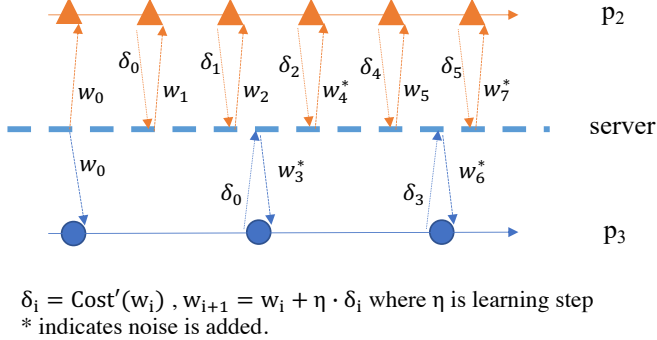 p₂
δ₀ δ₁ δ₂ δ₄ δ₅
w₀ w₁ w₂ w₄* w₅ w₇*
server
w₀ δ₀ w₃* δ₃ w₆*
p₃
δᵢ = Cost′(wᵢ) , wᵢ₊₁ = wᵢ + η · δᵢ where η is learning step
* indicates noise is added.